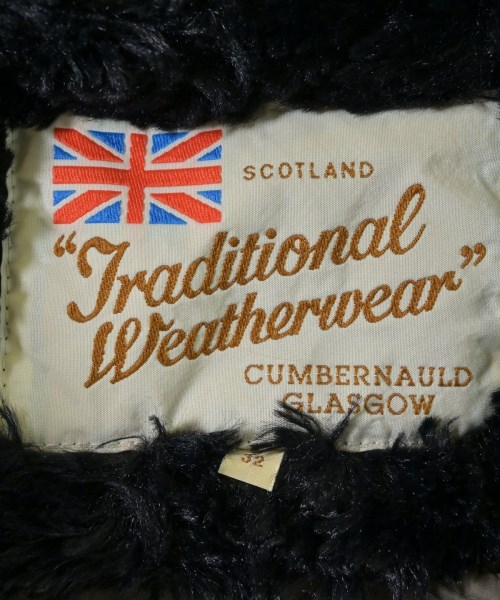 SCOTLAND
"Traditional
Weatherwear"
CUMBERNAULD
GLASGOW
32